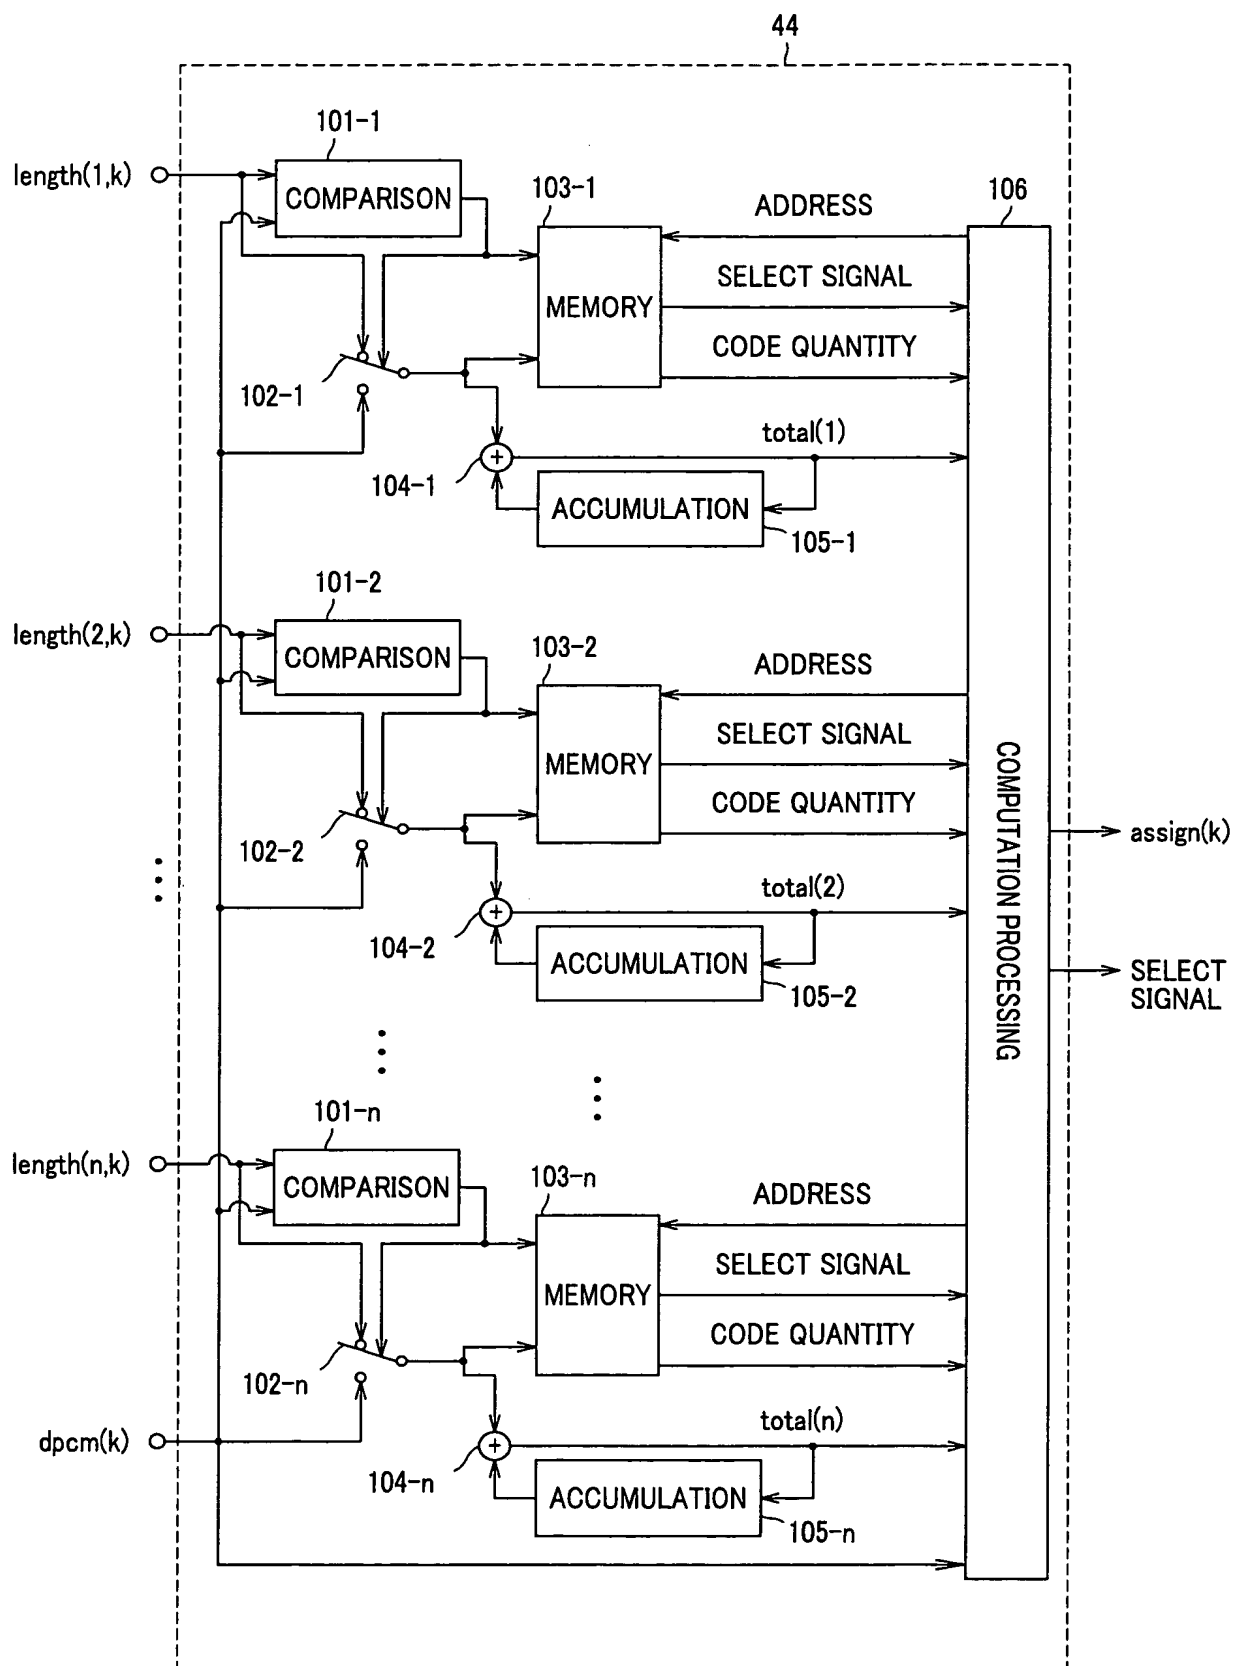 44
101-1
length(1,k)
COMPARISON
103-1
106
ADDRESS
SELECT SIGNAL
MEMORY
CODE QUANTITY
102-1
total(1)
104-1
ACCUMULATION
105-1
101-2
length(2,k)
COMPARISON
103-2
ADDRESS
SELECT SIGNAL
MEMORY
CODE QUANTITY
COMPUTATION PROCESSING
assign(k)
102-2
total(2)
104-2
ACCUMULATION
105-2
SELECT
SIGNAL
101-n
length(n,k)
COMPARISON
103-n
ADDRESS
SELECT SIGNAL
MEMORY
CODE QUANTITY
102-n
total(n)
dpcm(k)
104-n
ACCUMULATION
105-n